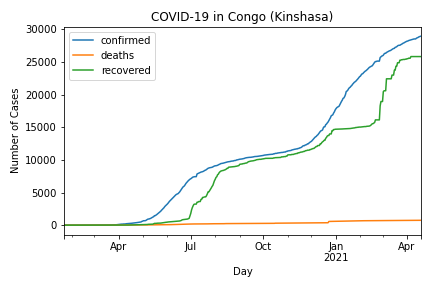 COVID-19 in Congo (Kinshasa)
confirmed
deaths
recovered
Number of Cases
30000
25000
20000
15000
10000
5000
0
Apr Jul Oct Jan Apr
2021
Day